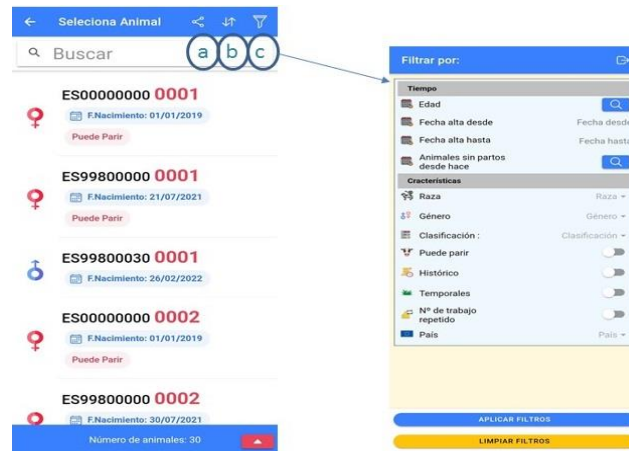 Selecciona Animal
Buscar
a b c
ES00000000 0001
F.Nacimiento: 01/01/2019
Puede Parir
ES99800000 0001
F.Nacimiento: 21/07/2021
Puede Parir
ES99800030 0001
F.Nacimiento: 26/02/2022
ES00000000 0002
F.Nacimiento: 01/01/2019
Puede Parir
ES99800000 0002
F.Nacimiento: 30/07/2021
Número de animales: 30
Filtrar por:
Tiempo
Edad
Fecha alta desde Fecha desde
Fecha alta hasta Fecha hasta
Animales sin partos
desde hace
Cracterísticas
Raza Raza
Género Género
Clasificación : Clasificación
Puede parir
Histórico
Temporales
Nº de trabajo
repetido
País País
APLICAR FILTROS
LIMPIAR FILTROS